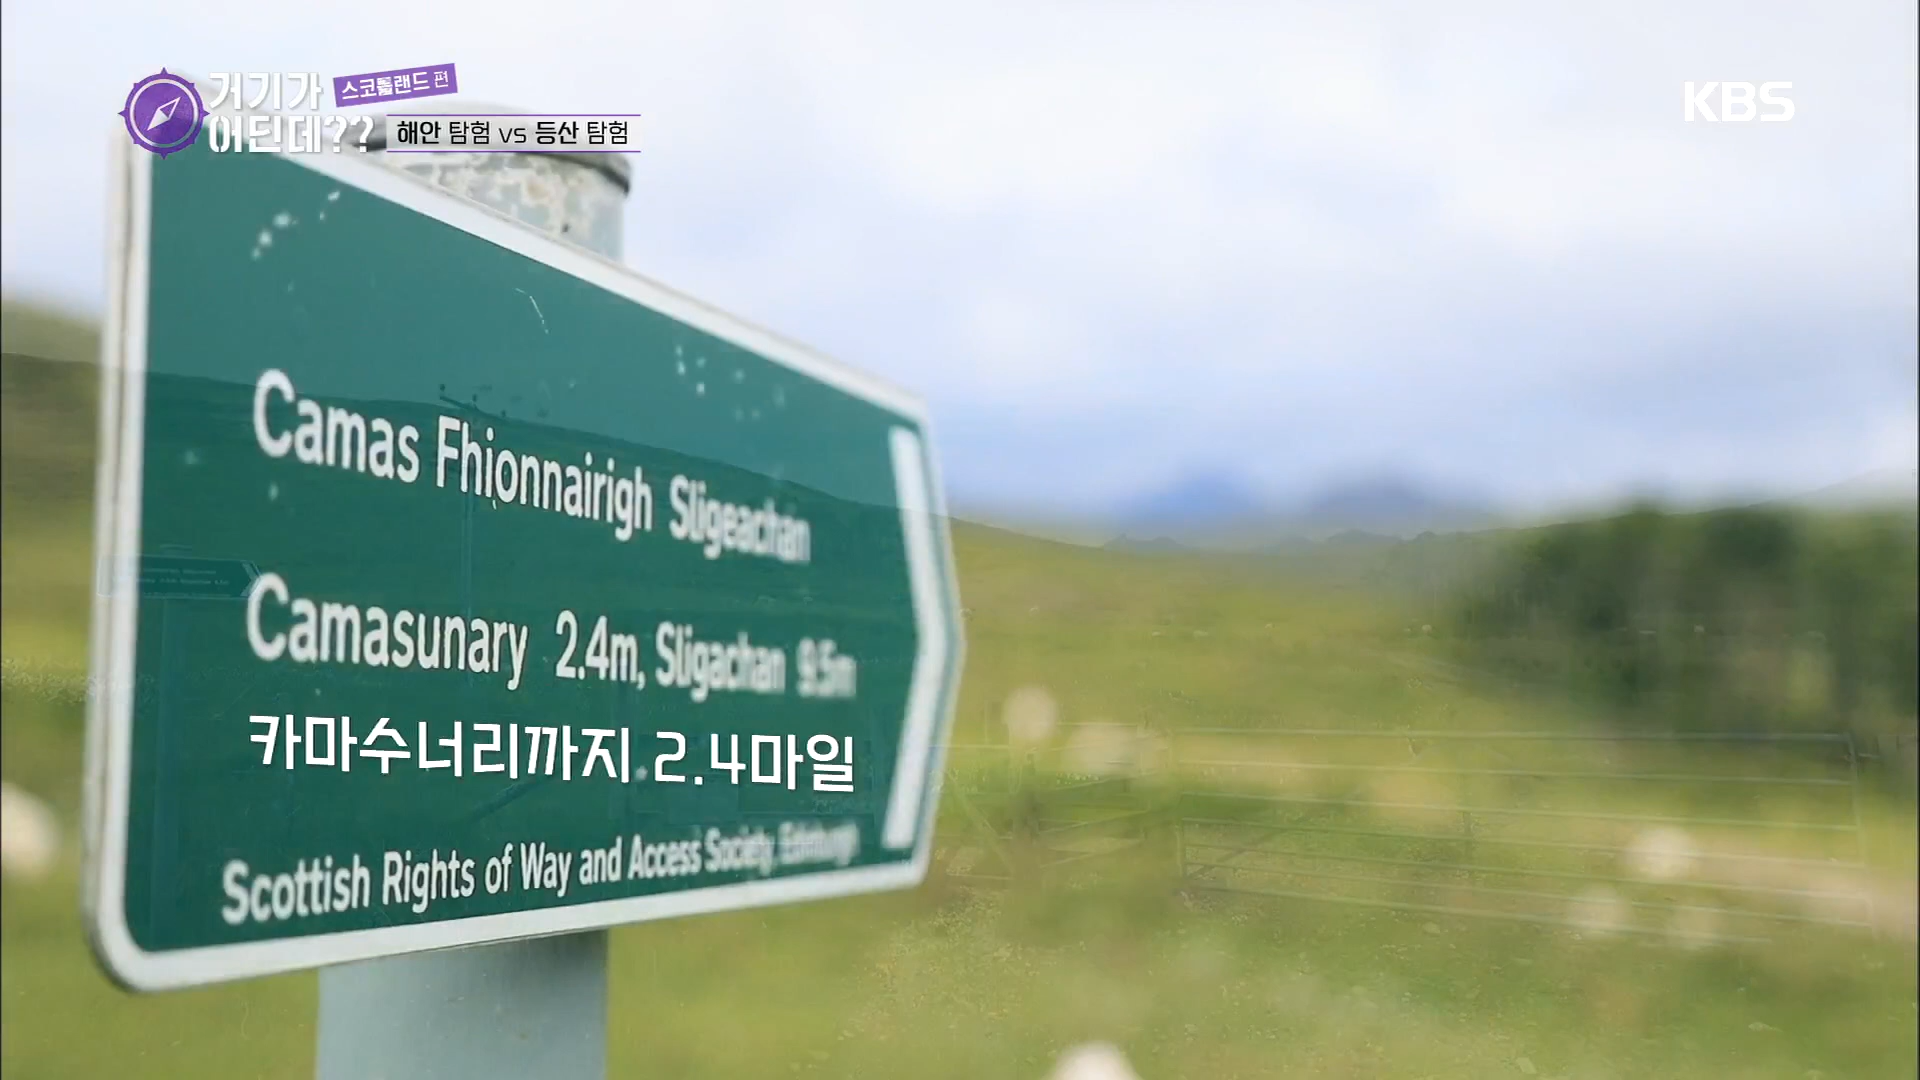 거기가 스코틀랜드 편
어딘데?? 해안 탐험 vs 등산 탐험
KBS
Camas Fhionnairigh Sligeachan
Camasunary 2.4m, Sligachan 9.5m
카마수너리까지 2.4마일
Scottish Rights of Way and Access Society, Edinburgh